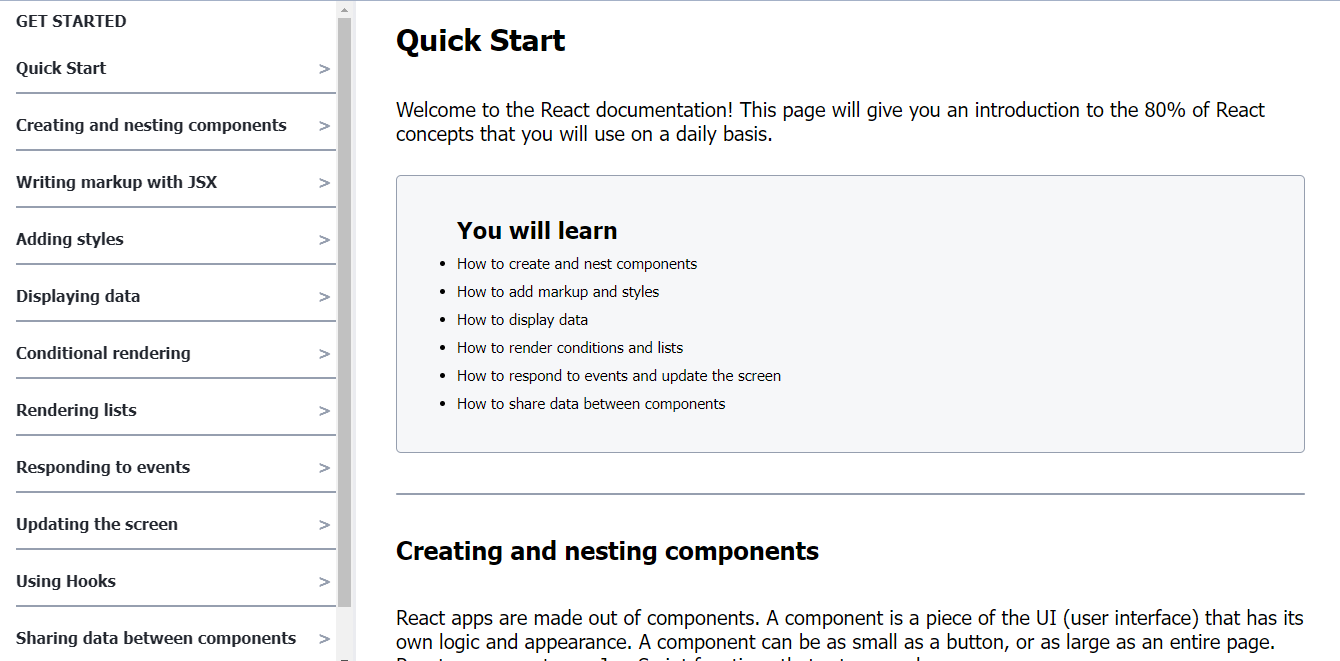 GET STARTED
Quick Start >
Creating and nesting components >
Writing markup with JSX >
Adding styles >
Displaying data >
Conditional rendering >
Rendering lists >
Responding to events >
Updating the screen >
Using Hooks >
Sharing data between components >
Quick Start
Welcome to the React documentation! This page will give you an introduction to the 80% of React
concepts that you will use on a daily basis.
You will learn
• How to create and nest components
• How to add markup and styles
• How to display data
• How to render conditions and lists
• How to respond to events and update the screen
• How to share data between components
Creating and nesting components
React apps are made out of components. A component is a piece of the UI (user interface) that has its
own logic and appearance. A component can be as small as a button, or as large as an entire page.